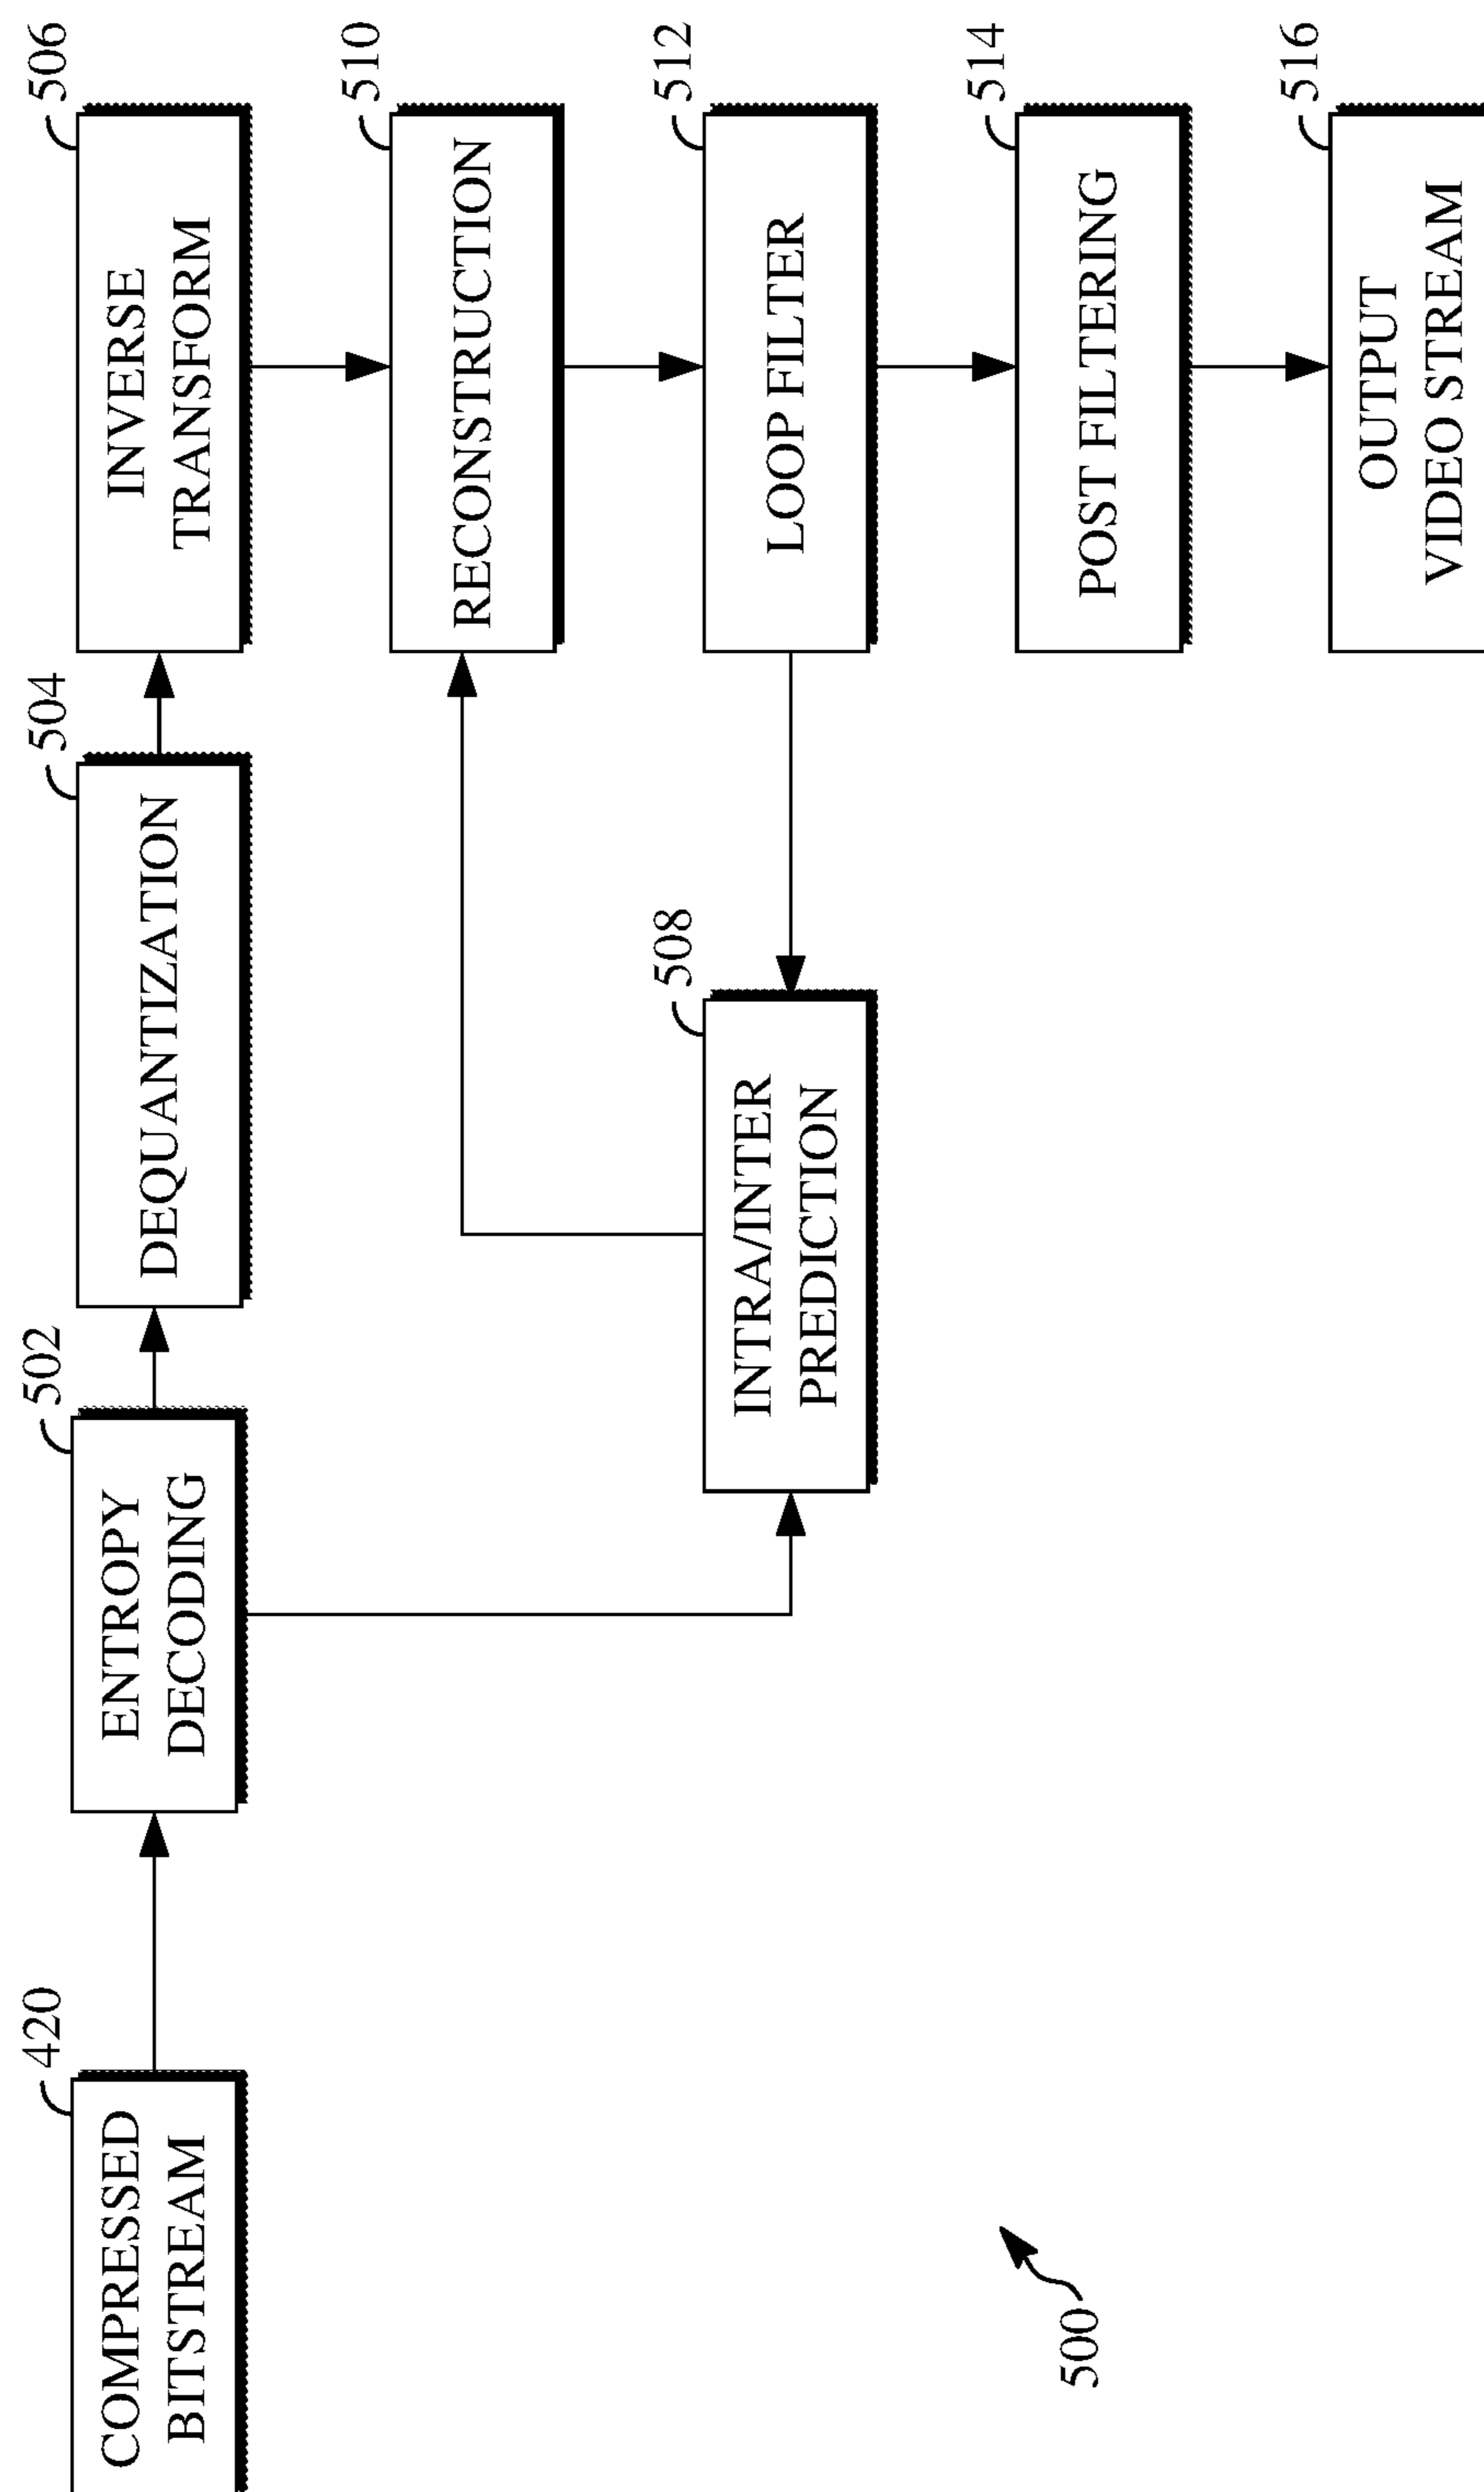 420
COMPRESSED
BITSTREAM
502
ENTROPY
DECODING
504
DEQUANTIZATION
506
INVERSE
TRANSFORM
510
RECONSTRUCTION
508
INTRA/INTER
PREDICTION
512
LOOP FILTER
514
POST FILTERING
516
OUTPUT
VIDEO STREAM
500